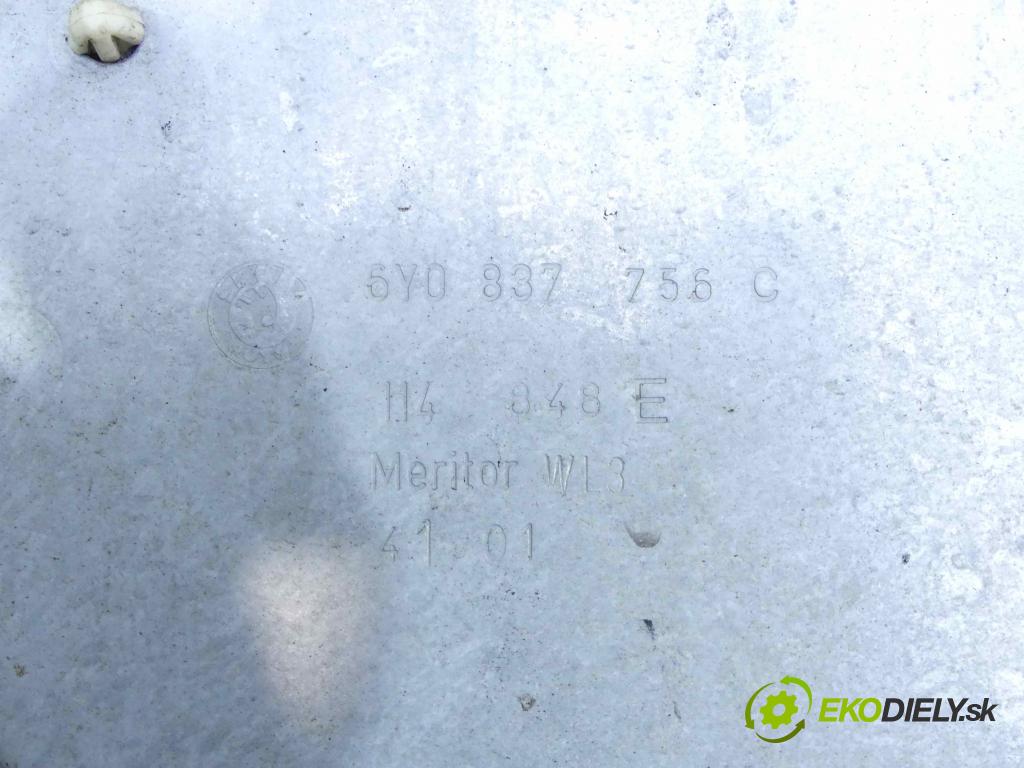 6Y0 837 756 C
H4 848 E
Meritor WL3
41 01
EKODIELY.sk